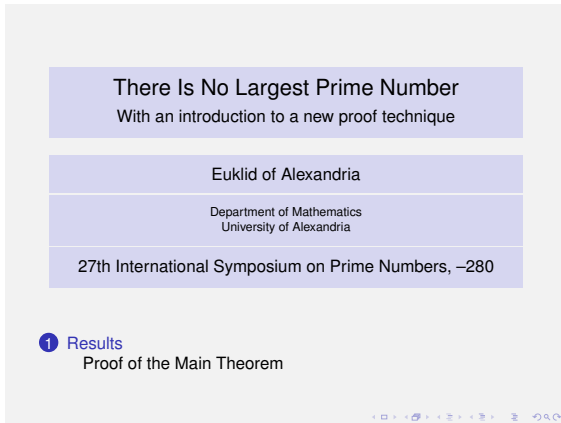 There Is No Largest Prime Number
With an introduction to a new proof technique
Euklid of Alexandria
Department of Mathematics
University of Alexandria
27th International Symposium on Prime Numbers, –280
1 Results
Proof of the Main Theorem